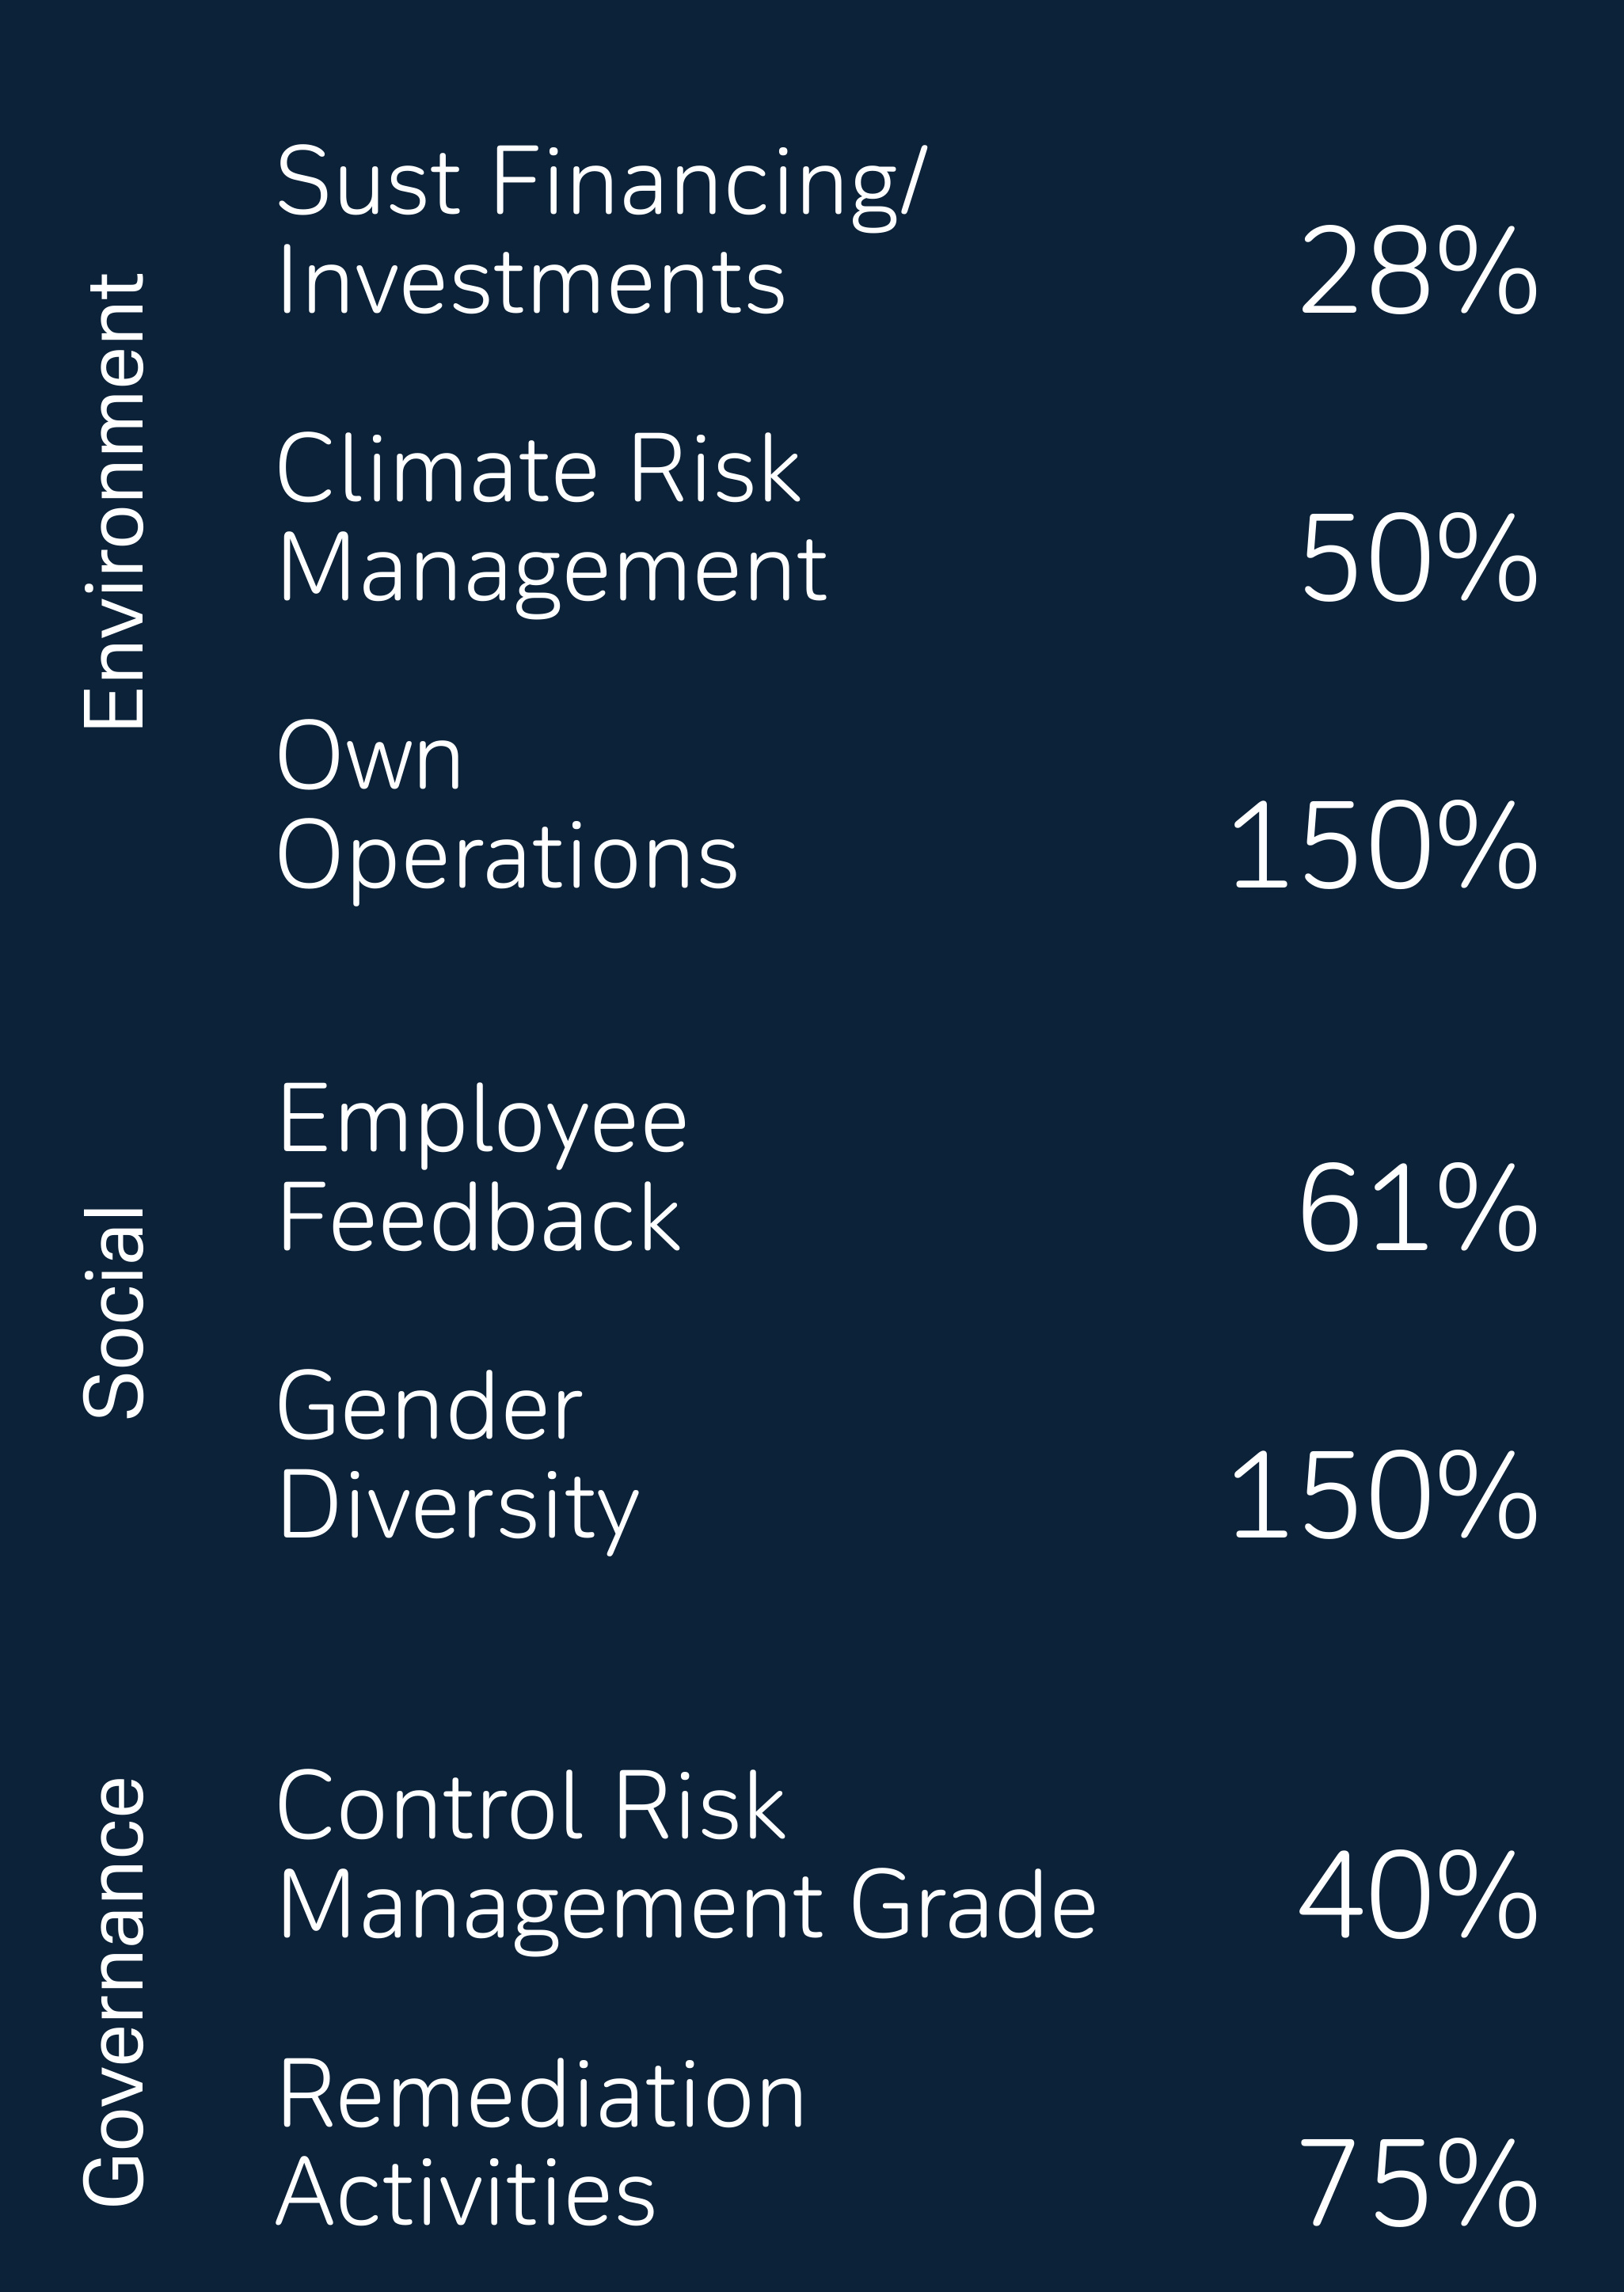 Environment
Sust Financing/
Investments
28%
Climate Risk
Management
50%
Own
Operations
150%
Social
Employee
Feedback
61%
Gender
Diversity
150%
Governance
Control Risk
Management Grade
40%
Remediation
Activities
75%